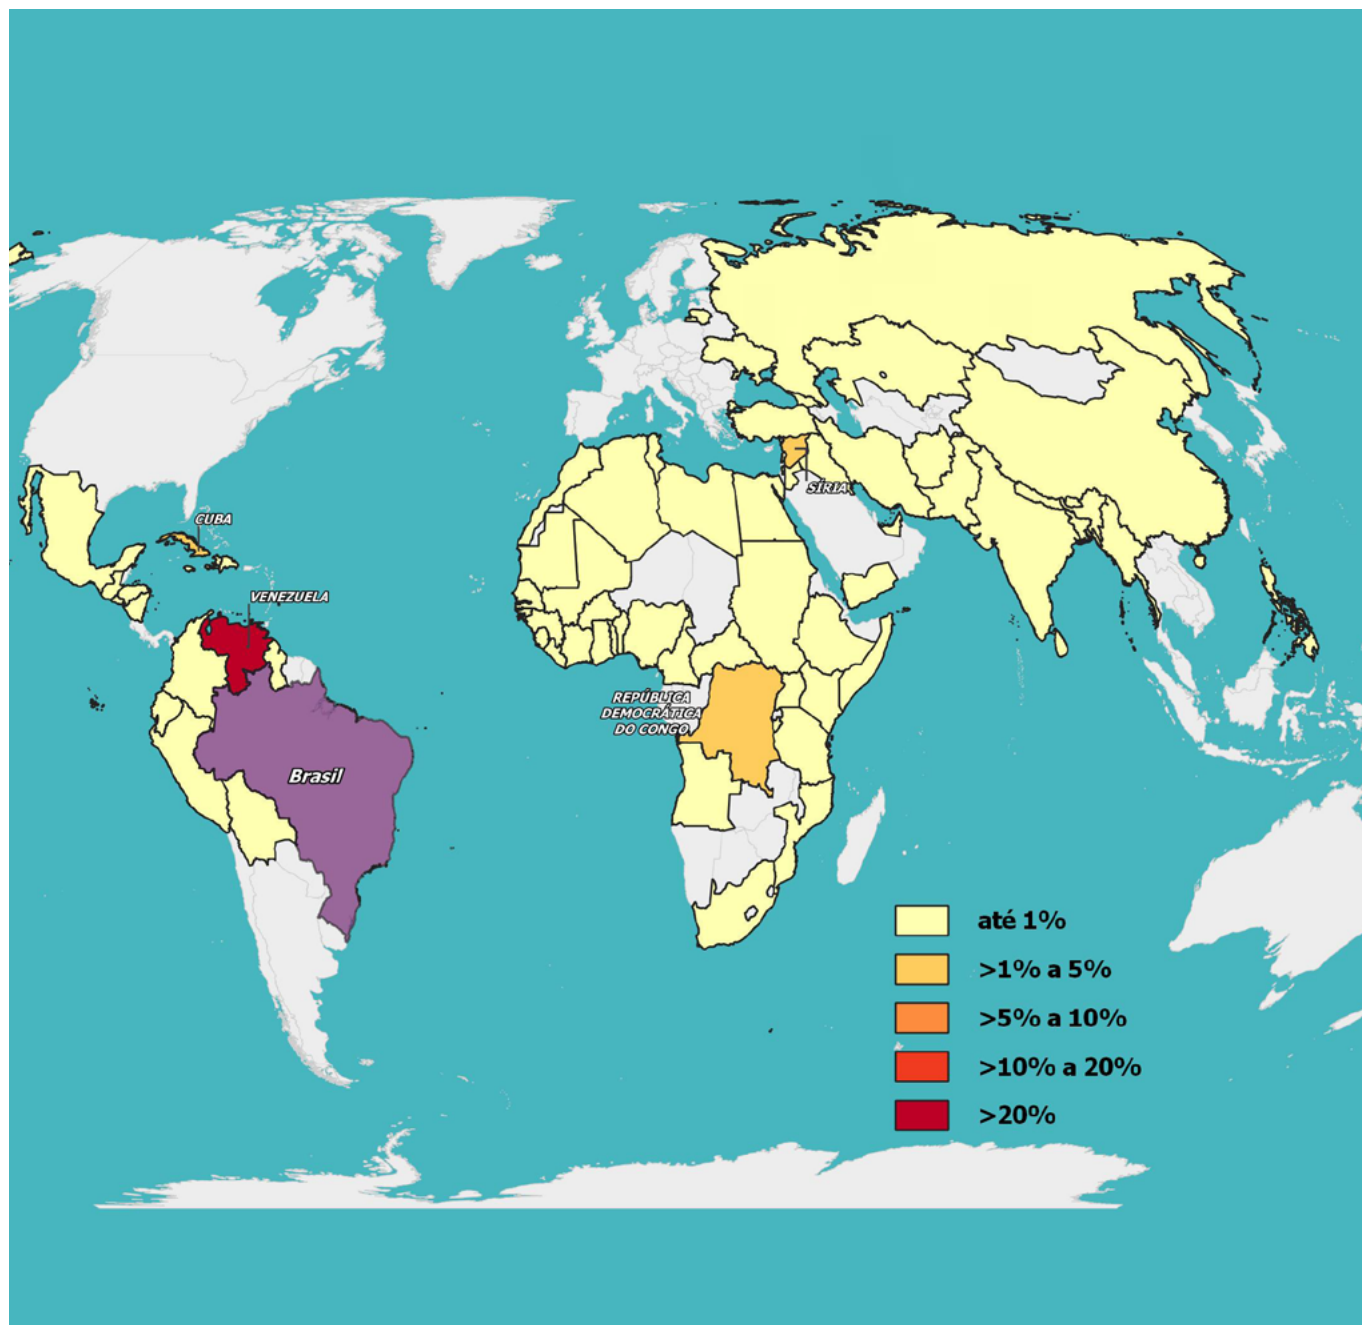 CUBA
SÍRIA
VENEZUELA
REPÚBLICA
DEMOCRÁTICA
DO CONGO
Brasil
até 1%
>1% a 5%
>5% a 10%
>10% a 20%
>20%